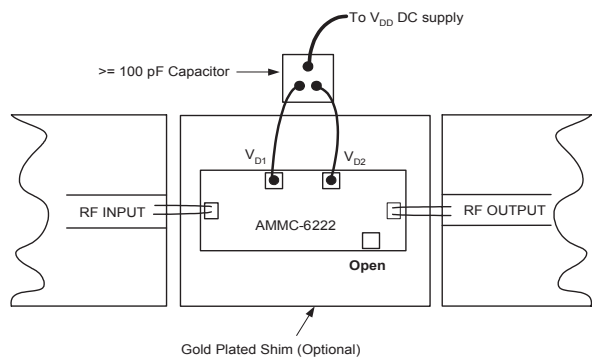 To VDD DC supply
>= 100 pF Capacitor
VD1
VD2
RF INPUT
RF OUTPUT
AMMC-6222
Open
Gold Plated Shim (Optional)